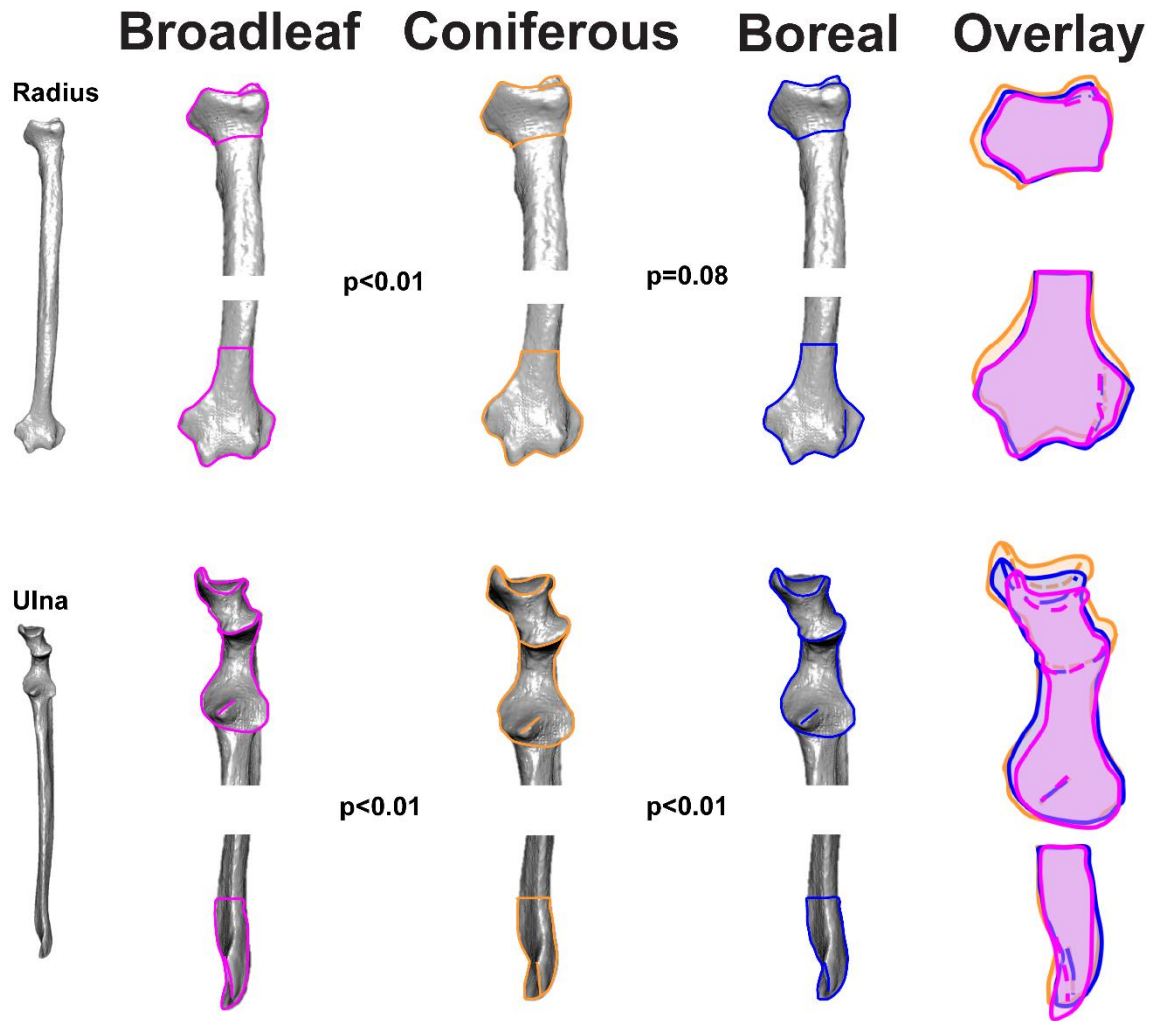 Broadleaf Coniferous Boreal Overlay
Radius
p<0.01 p=0.08
Ulna
p<0.01 p<0.01